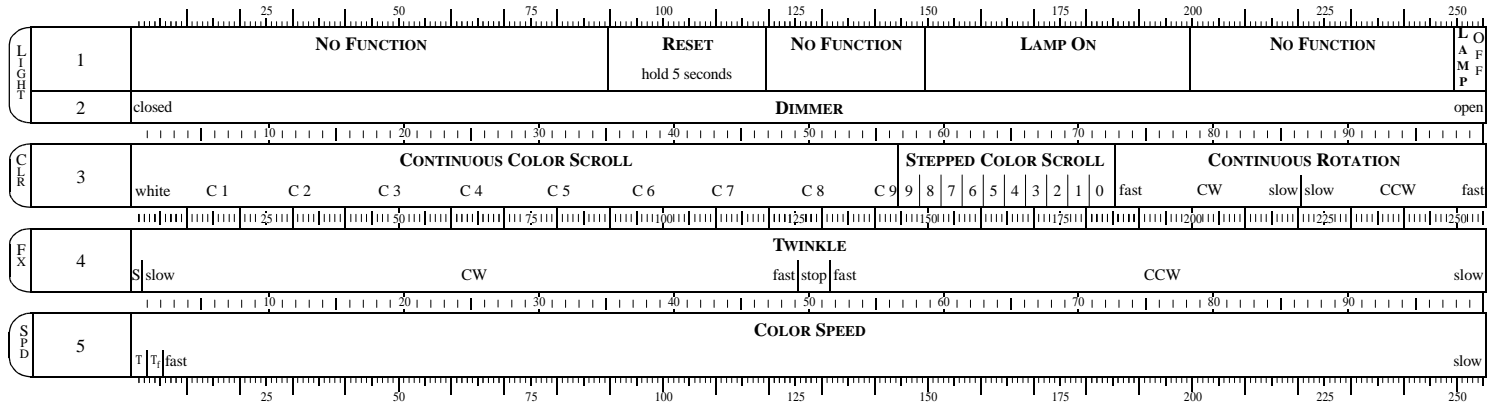 25 50 75 100 125 150 175 200 225 250
LIGHT 1 NO FUNCTION RESET NO FUNCTION LAMP ON NO FUNCTION LAMP OFF
hold 5 seconds
2 closed DIMMER open
10 20 30 40 50 60 70 80 90
CLR 3 CONTINUOUS COLOR SCROLL STEPPED COLOR SCROLL CONTINUOUS ROTATION
white C 1 C 2 C 3 C 4 C 5 C 6 C 7 C 8 C 9 9 8 7 6 5 4 3 2 1 0 fast CW slow slow CCW fast
25 50 75 100 125 150 175 200 225 250
FX 4 TWINKLE
S slow CW fast stop fast CCW slow
10 20 30 40 50 60 70 80 90
SPD 5 COLOR SPEED
T Tf fast slow
25 50 75 100 125 150 175 200 225 250